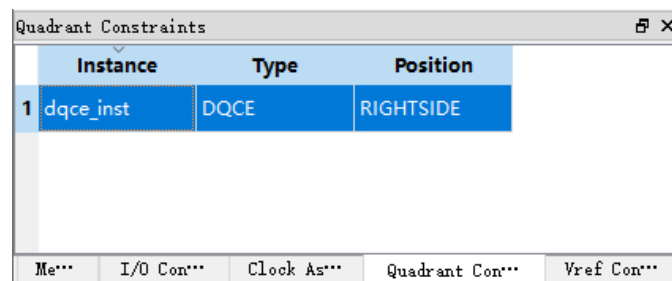 Quadrant Constraints
Instance Type Position
1 dqce_inst DQCE RIGHTSIDE
Me··· I/O Con··· Clock As··· Quadrant Con··· Vref Con···